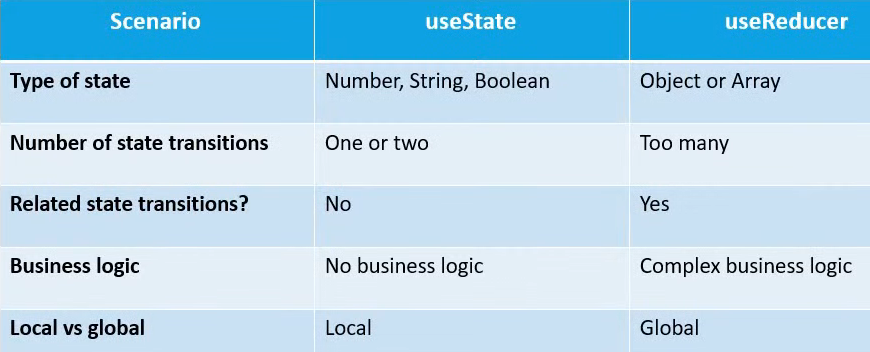 Scenario useState useReducer
Type of state Number, String, Boolean Object or Array
Number of state transitions One or two Too many
Related state transitions? No Yes
Business logic No business logic Complex business logic
Local vs global Local Global